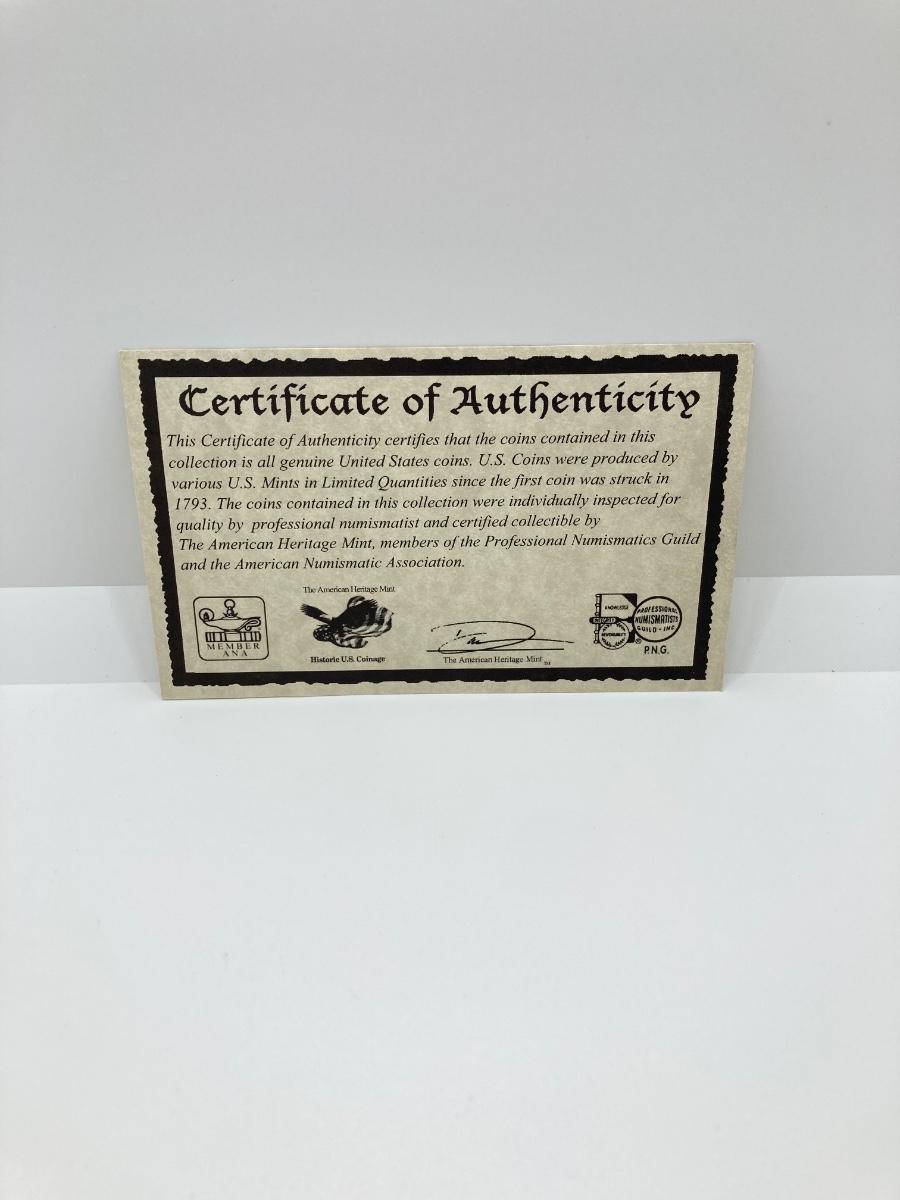 Certificate of Authenticity
This Certificate of Authenticity certifies that the coins contained in this
collection is all genuine United States coins. U.S. Coins were produced by
various U.S. Mints in Limited Quantities since the first coin was struck in
1793. The coins contained in this collection were individually inspected for
quality by professional numismatist and certified collectible by
The American Heritage Mint, members of the Professional Numismatics Guild
and the American Numismatic Association.
MEMBER
ANA
The American Heritage Mint
Historic U.S. Coinage
The American Heritage Mint TM
KNOWLEDGE
INTEGRITY
RESPONSIBILITY
PROFESSIONAL
NUMISMATISTS
GUILD - INC
®
P.N.G.